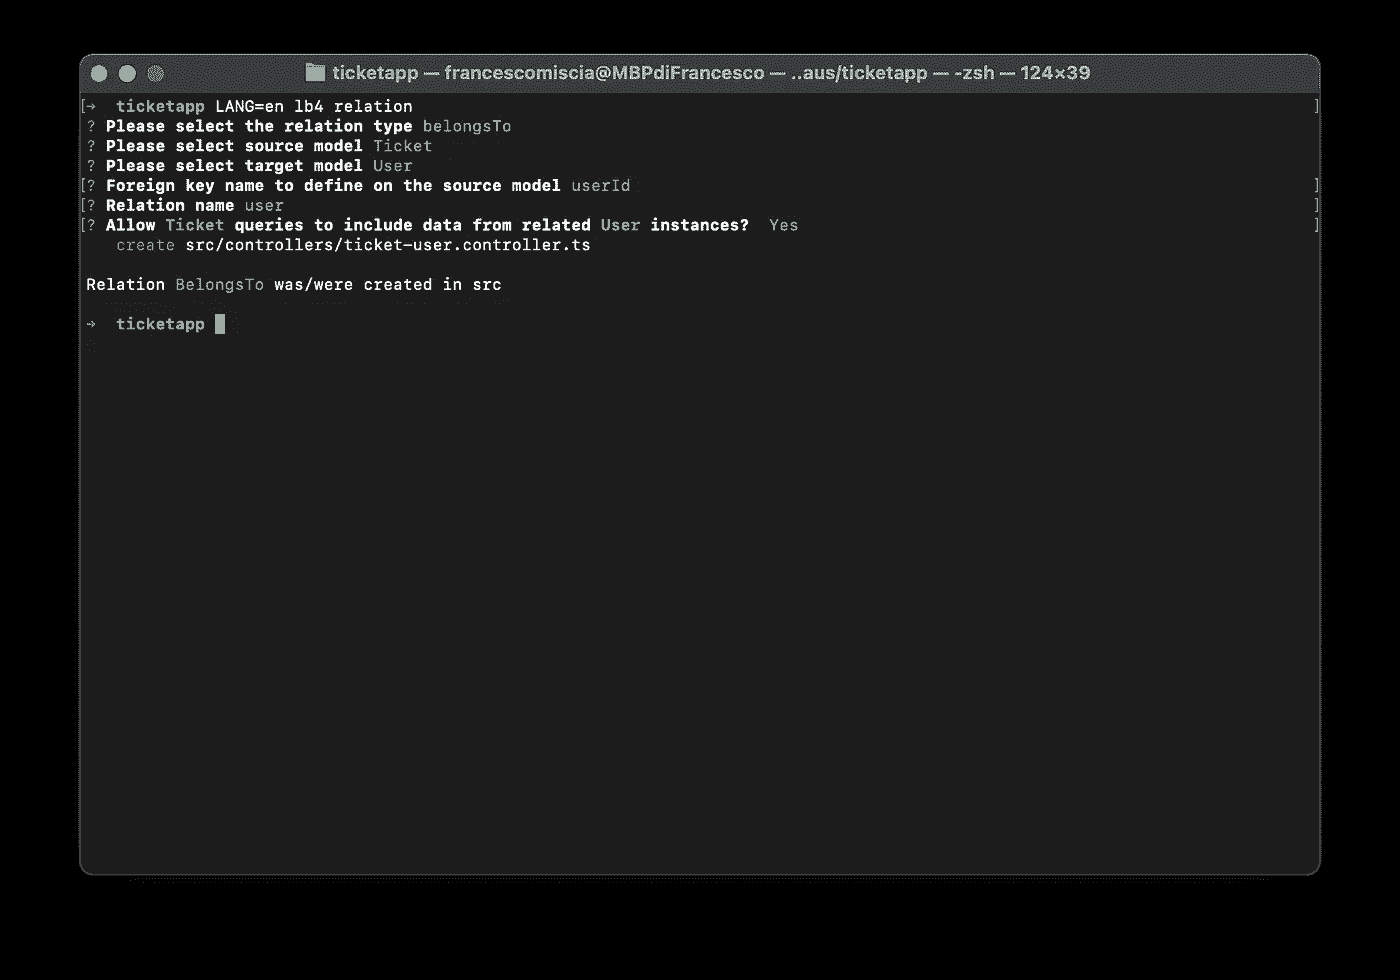 ticketapp — francescomiscia@MBPdiFrancesco — ..aus/ticketapp — -zsh — 124×39
[→  ticketapp LANG=en lb4 relation ]
? Please select the relation type belongsTo
? Please select source model Ticket
? Please select target model User
[? Foreign key name to define on the source model userId ]
[? Relation name user ]
[? Allow Ticket queries to include data from related User instances?  Yes ]
create src/controllers/ticket-user.controller.ts
Relation BelongsTo was/were created in src
→  ticketapp